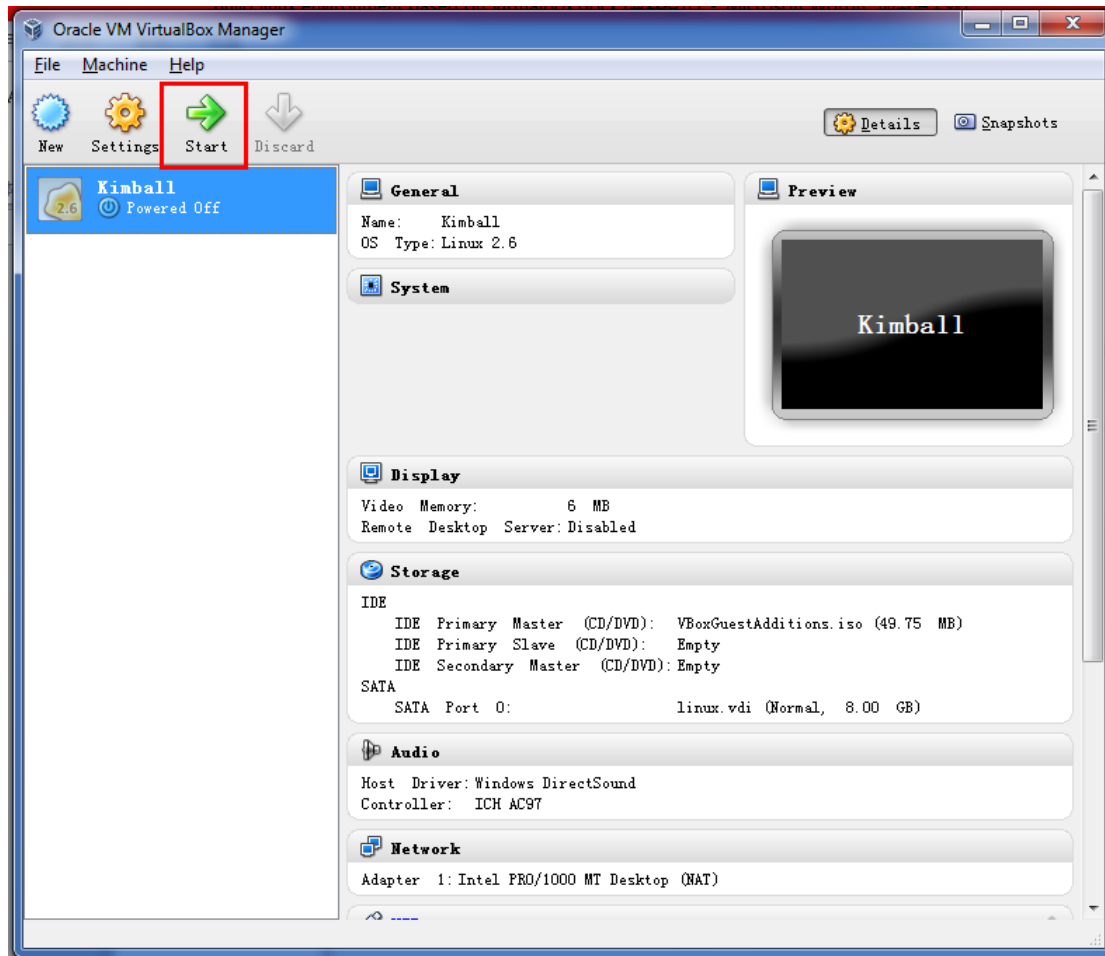 Oracle VM VirtualBox Manager
File Machine Help
New Settings Start Discard
Details Snapshots
Kimball
2.6
Powered Off
General
Name: Kimball
OS Type: Linux 2.6
System
Preview
Kimball
Display
Video Memory: 6 MB
Remote Desktop Server: Disabled
Storage
IDE
IDE Primary Master (CD/DVD): VBoxGuestAdditions.iso (49.75 MB)
IDE Primary Slave (CD/DVD): Empty
IDE Secondary Master (CD/DVD): Empty
SATA
SATA Port 0: linux.vdi (Normal, 8.00 GB)
Audio
Host Driver: Windows DirectSound
Controller: ICH AC97
Network
Adapter 1: Intel PRO/1000 MT Desktop (NAT)